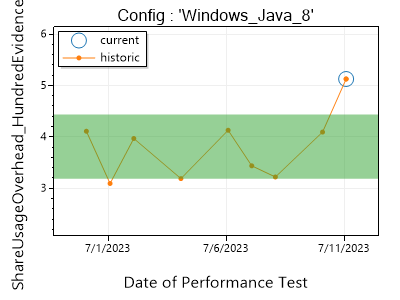 Config : 'Windows_Java_8'
ShareUsageOverhead_HundredEvidence
6
5
4
3
current
historic
7/1/2023
7/6/2023
7/11/2023
Date of Performance Test